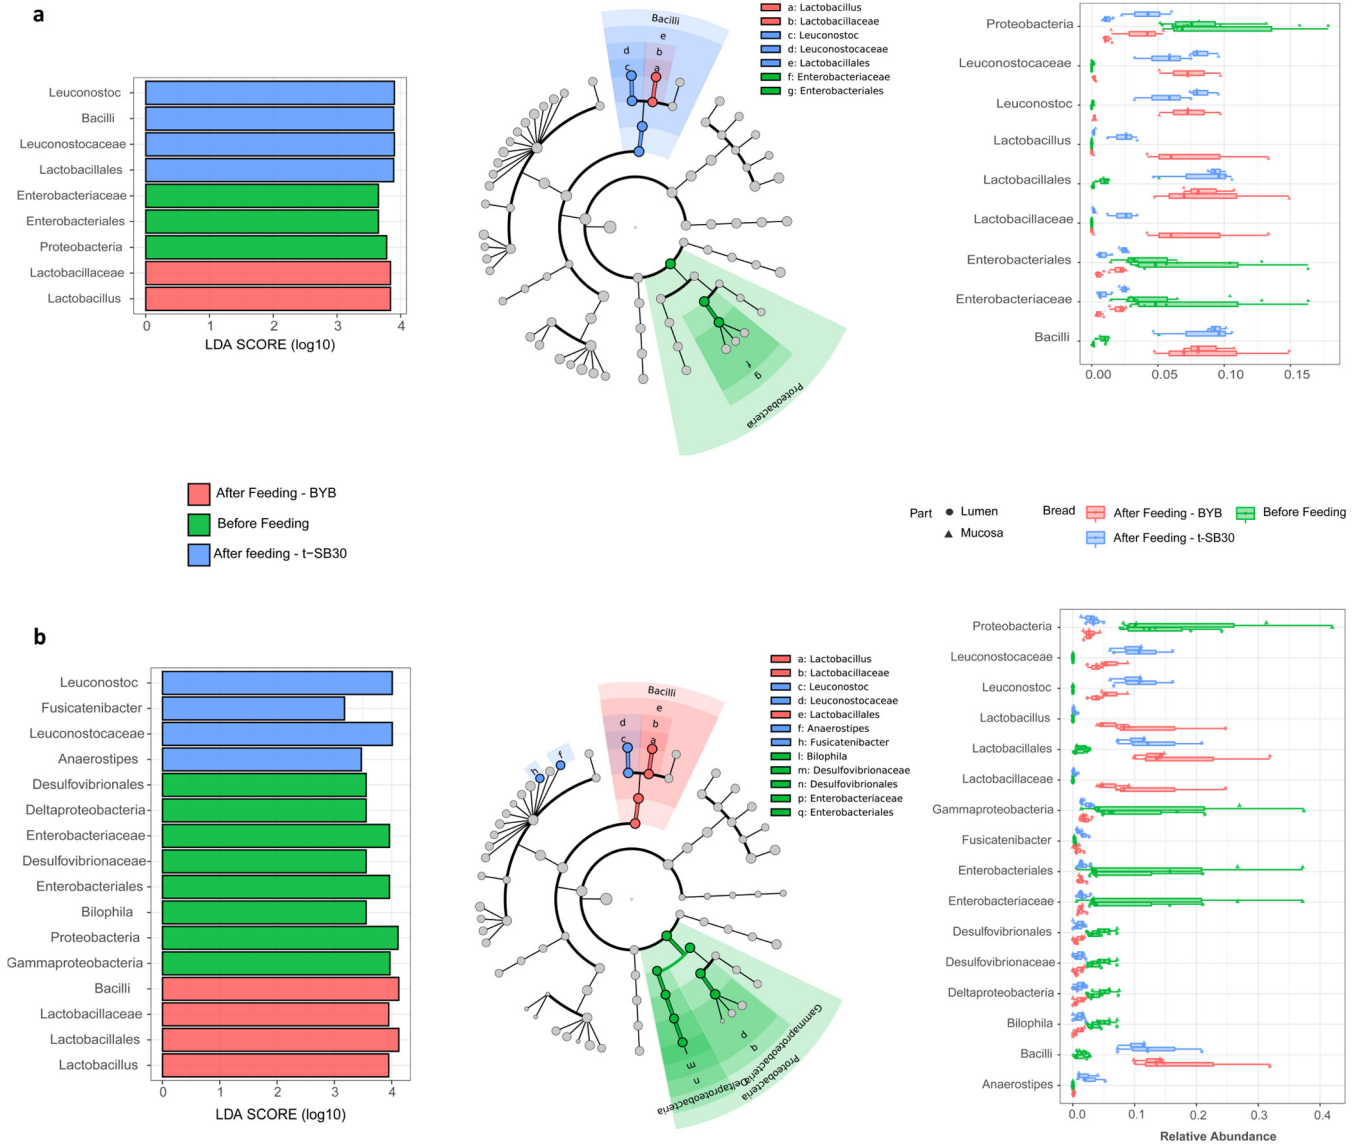 a
Leuconostoc
Bacilli
Leuconostocaceae
Lactobacillales
Enterobacteriaceae
Enterobacteriales
Proteobacteria
Lactobacillaceae
Lactobacillus
0 1 2 3 4
LDA SCORE (log10)
Bacilli
e
d b
c a
f
g
Proteobacteria
a: Lactobacillus
b: Lactobacillaceae
c: Leuconostoc
d: Leuconostocaceae
e: Lactobacillales
f: Enterobacteriaceae
g: Enterobacteriales
Proteobacteria
Leuconostocaceae
Leuconostoc
Lactobacillus
Lactobacillales
Lactobacillaceae
Enterobacteriales
Enterobacteriaceae
Bacilli
0.00 0.05 0.10 0.15
After Feeding - BYB
Before Feeding
After feeding - t−SB30
Part Lumen
Mucosa
Bread After Feeding - BYB Before Feeding
After Feeding - t-SB30
b
Leuconostoc
Fusicatenibacter
Leuconostocaceae
Anaerostipes
Desulfovibrionales
Deltaproteobacteria
Enterobacteriaceae
Desulfovibrionaceae
Enterobacteriales
Bilophila
Proteobacteria
Gammaproteobacteria
Bacilli
Lactobacillaceae
Lactobacillales
Lactobacillus
0 1 2 3 4
LDA SCORE (log10)
Bacilli
e
d b
c a
f
h
p
q
m
n
Gammaproteobacteria
Proteobacteria
Deltaproteobacteria
a: Lactobacillus
b: Lactobacillaceae
c: Leuconostoc
d: Leuconostocaceae
e: Lactobacillales
f: Anaerostipes
h: Fusicatenibacter
l: Bilophila
m: Desulfovibrionaceae
n: Desulfovibrionales
p: Enterobacteriaceae
q: Enterobacteriales
Proteobacteria
Leuconostocaceae
Leuconostoc
Lactobacillus
Lactobacillales
Lactobacillaceae
Gammaproteobacteria
Fusicatenibacter
Enterobacteriales
Enterobacteriaceae
Desulfovibrionales
Desulfovibrionaceae
Deltaproteobacteria
Bilophila
Bacilli
Anaerostipes
0.0 0.1 0.2 0.3 0.4
Relative Abundance